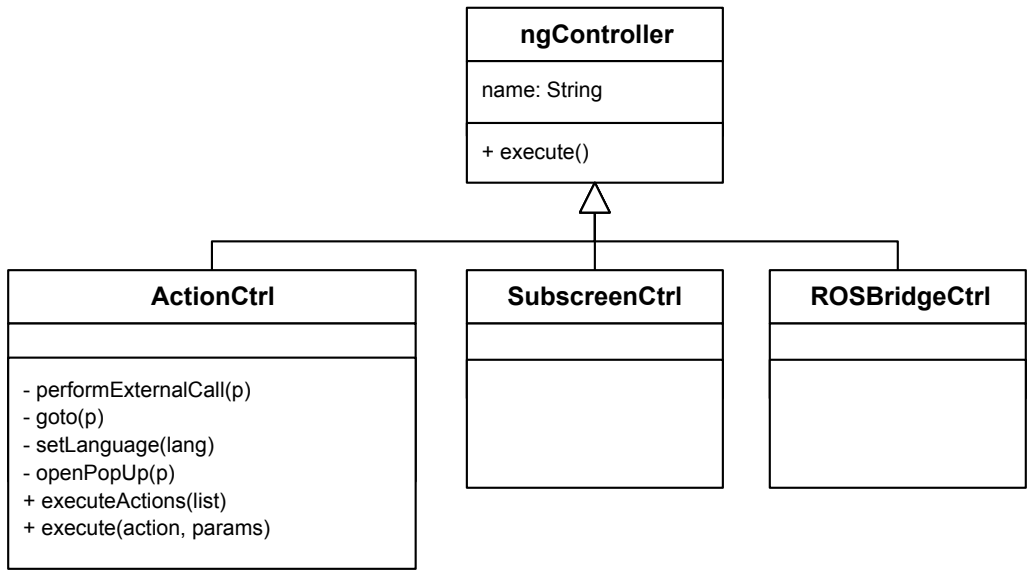 ngController
name: String
+ execute()
ActionCtrl
- performExternalCall(p)
- goto(p)
- setLanguage(lang)
- openPopUp(p)
+ executeActions(list)
+ execute(action, params)
SubscreenCtrl
ROSBridgeCtrl